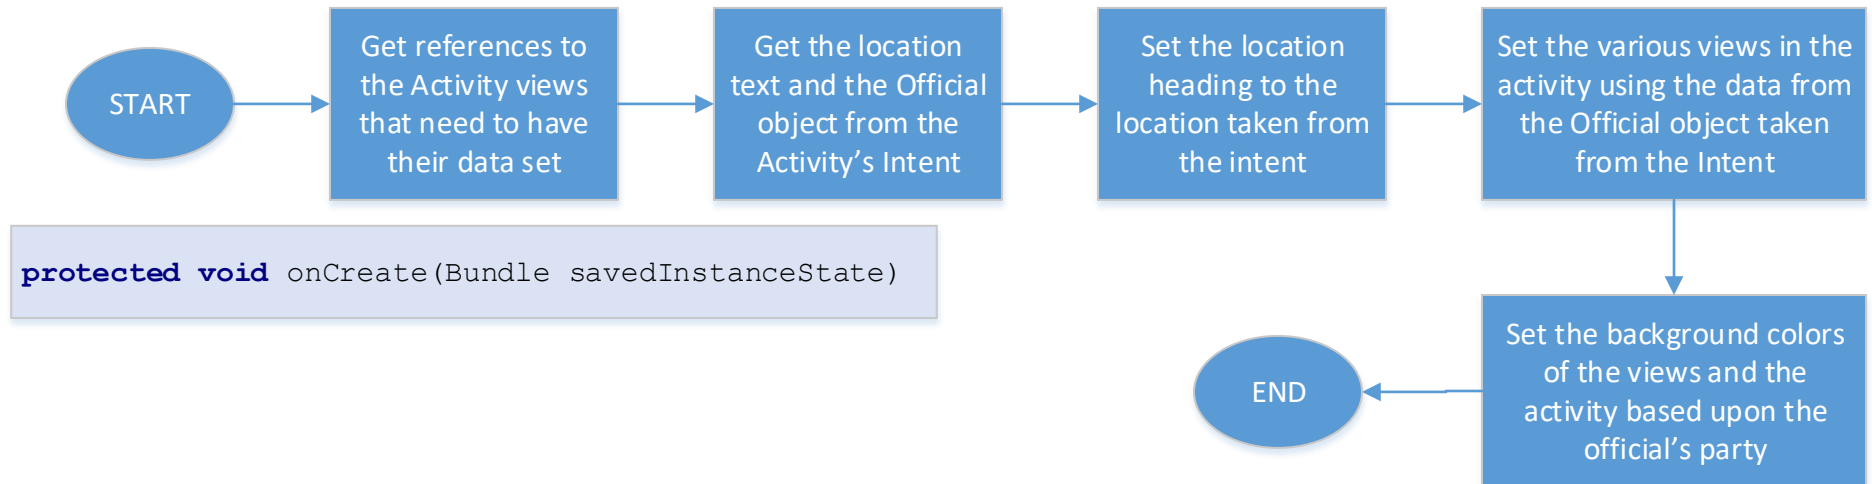 START
Get references to
the Activity views
that need to have
their data set
Get the location
text and the Official
object from the
Activity’s Intent
Set the location
heading to the
location taken from
the intent
Set the various views in the
activity using the data from
the Official object taken
from the Intent
protected void onCreate(Bundle savedInstanceState)
Set the background colors
of the views and the
activity based upon the
official’s party
END